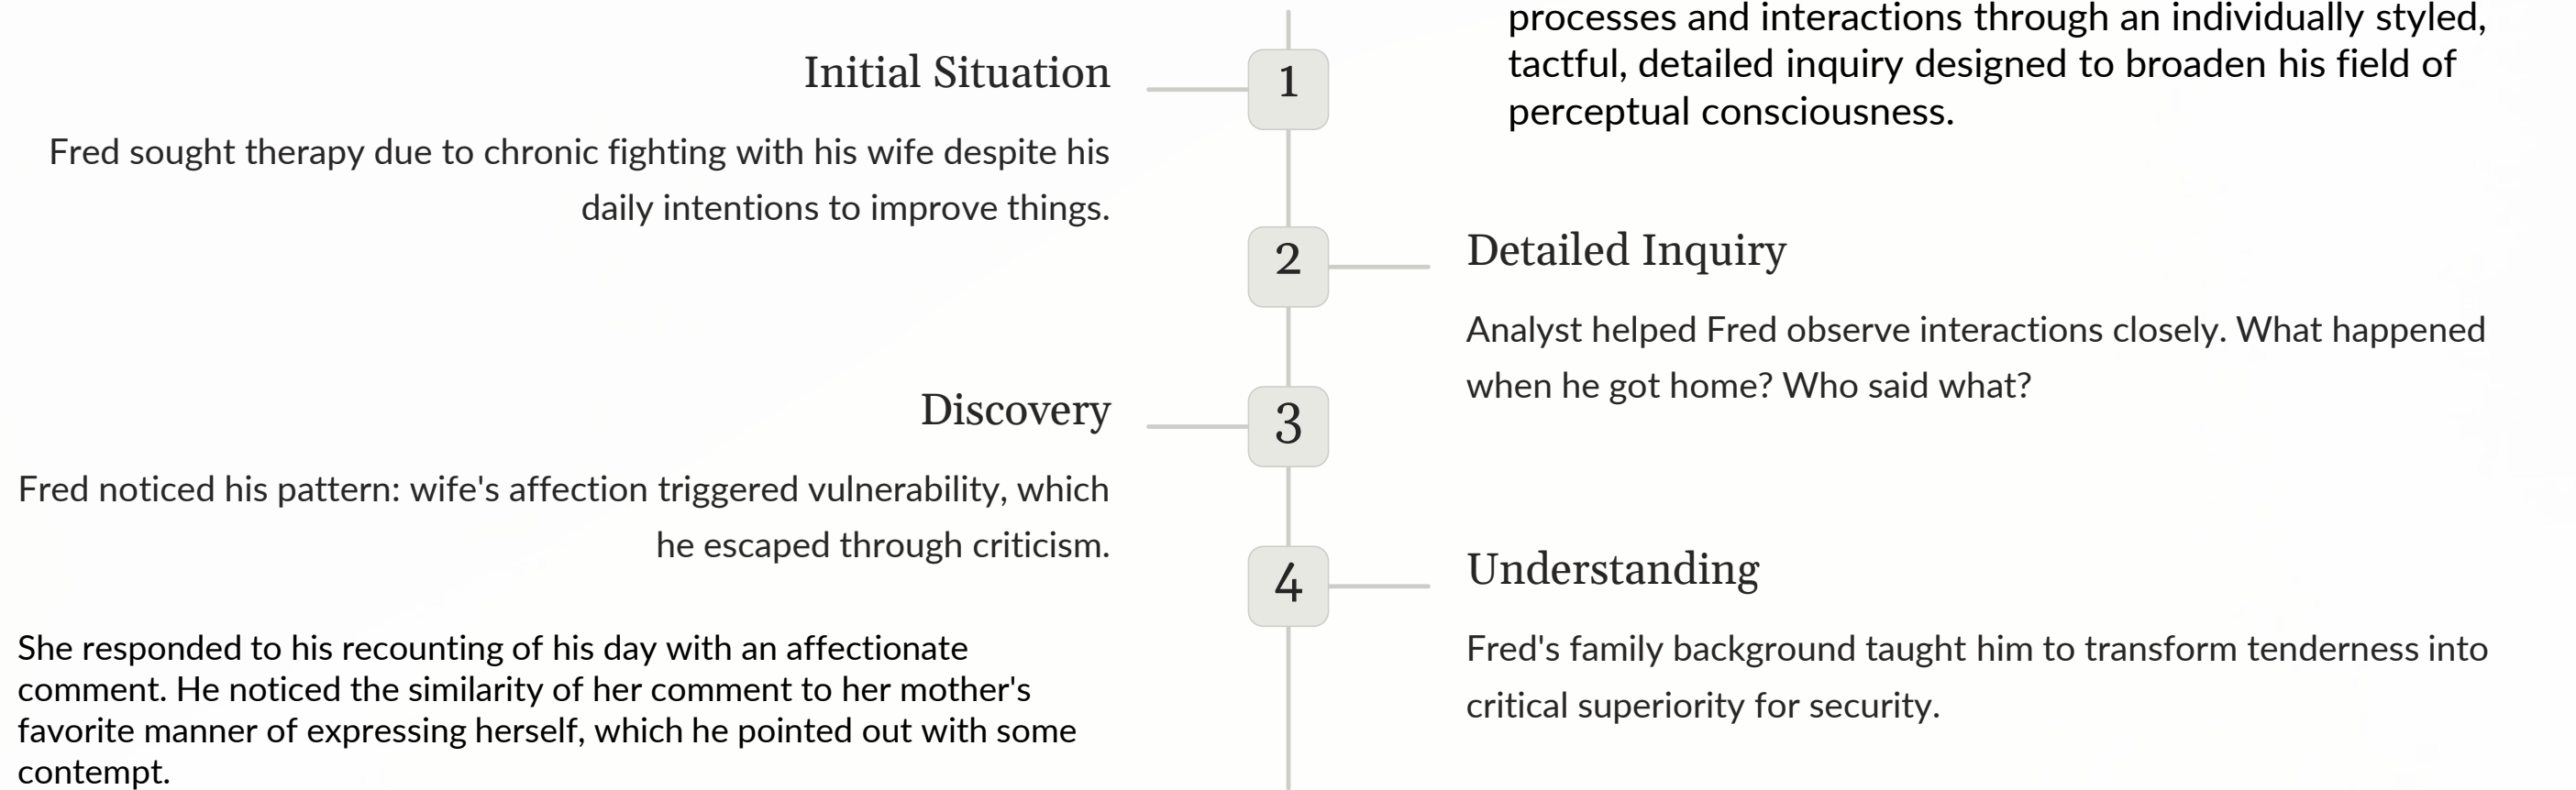 processes and interactions through an individually styled,
tactful, detailed inquiry designed to broaden his field of
perceptual consciousness.
1
Initial Situation
Fred sought therapy due to chronic fighting with his wife despite his
daily intentions to improve things.
2
Detailed Inquiry
Analyst helped Fred observe interactions closely. What happened
when he got home? Who said what?
3
Discovery
Fred noticed his pattern: wife's affection triggered vulnerability, which
he escaped through criticism.
She responded to his recounting of his day with an affectionate
comment. He noticed the similarity of her comment to her mother's
favorite manner of expressing herself, which he pointed out with some
contempt.
4
Understanding
Fred's family background taught him to transform tenderness into
critical superiority for security.